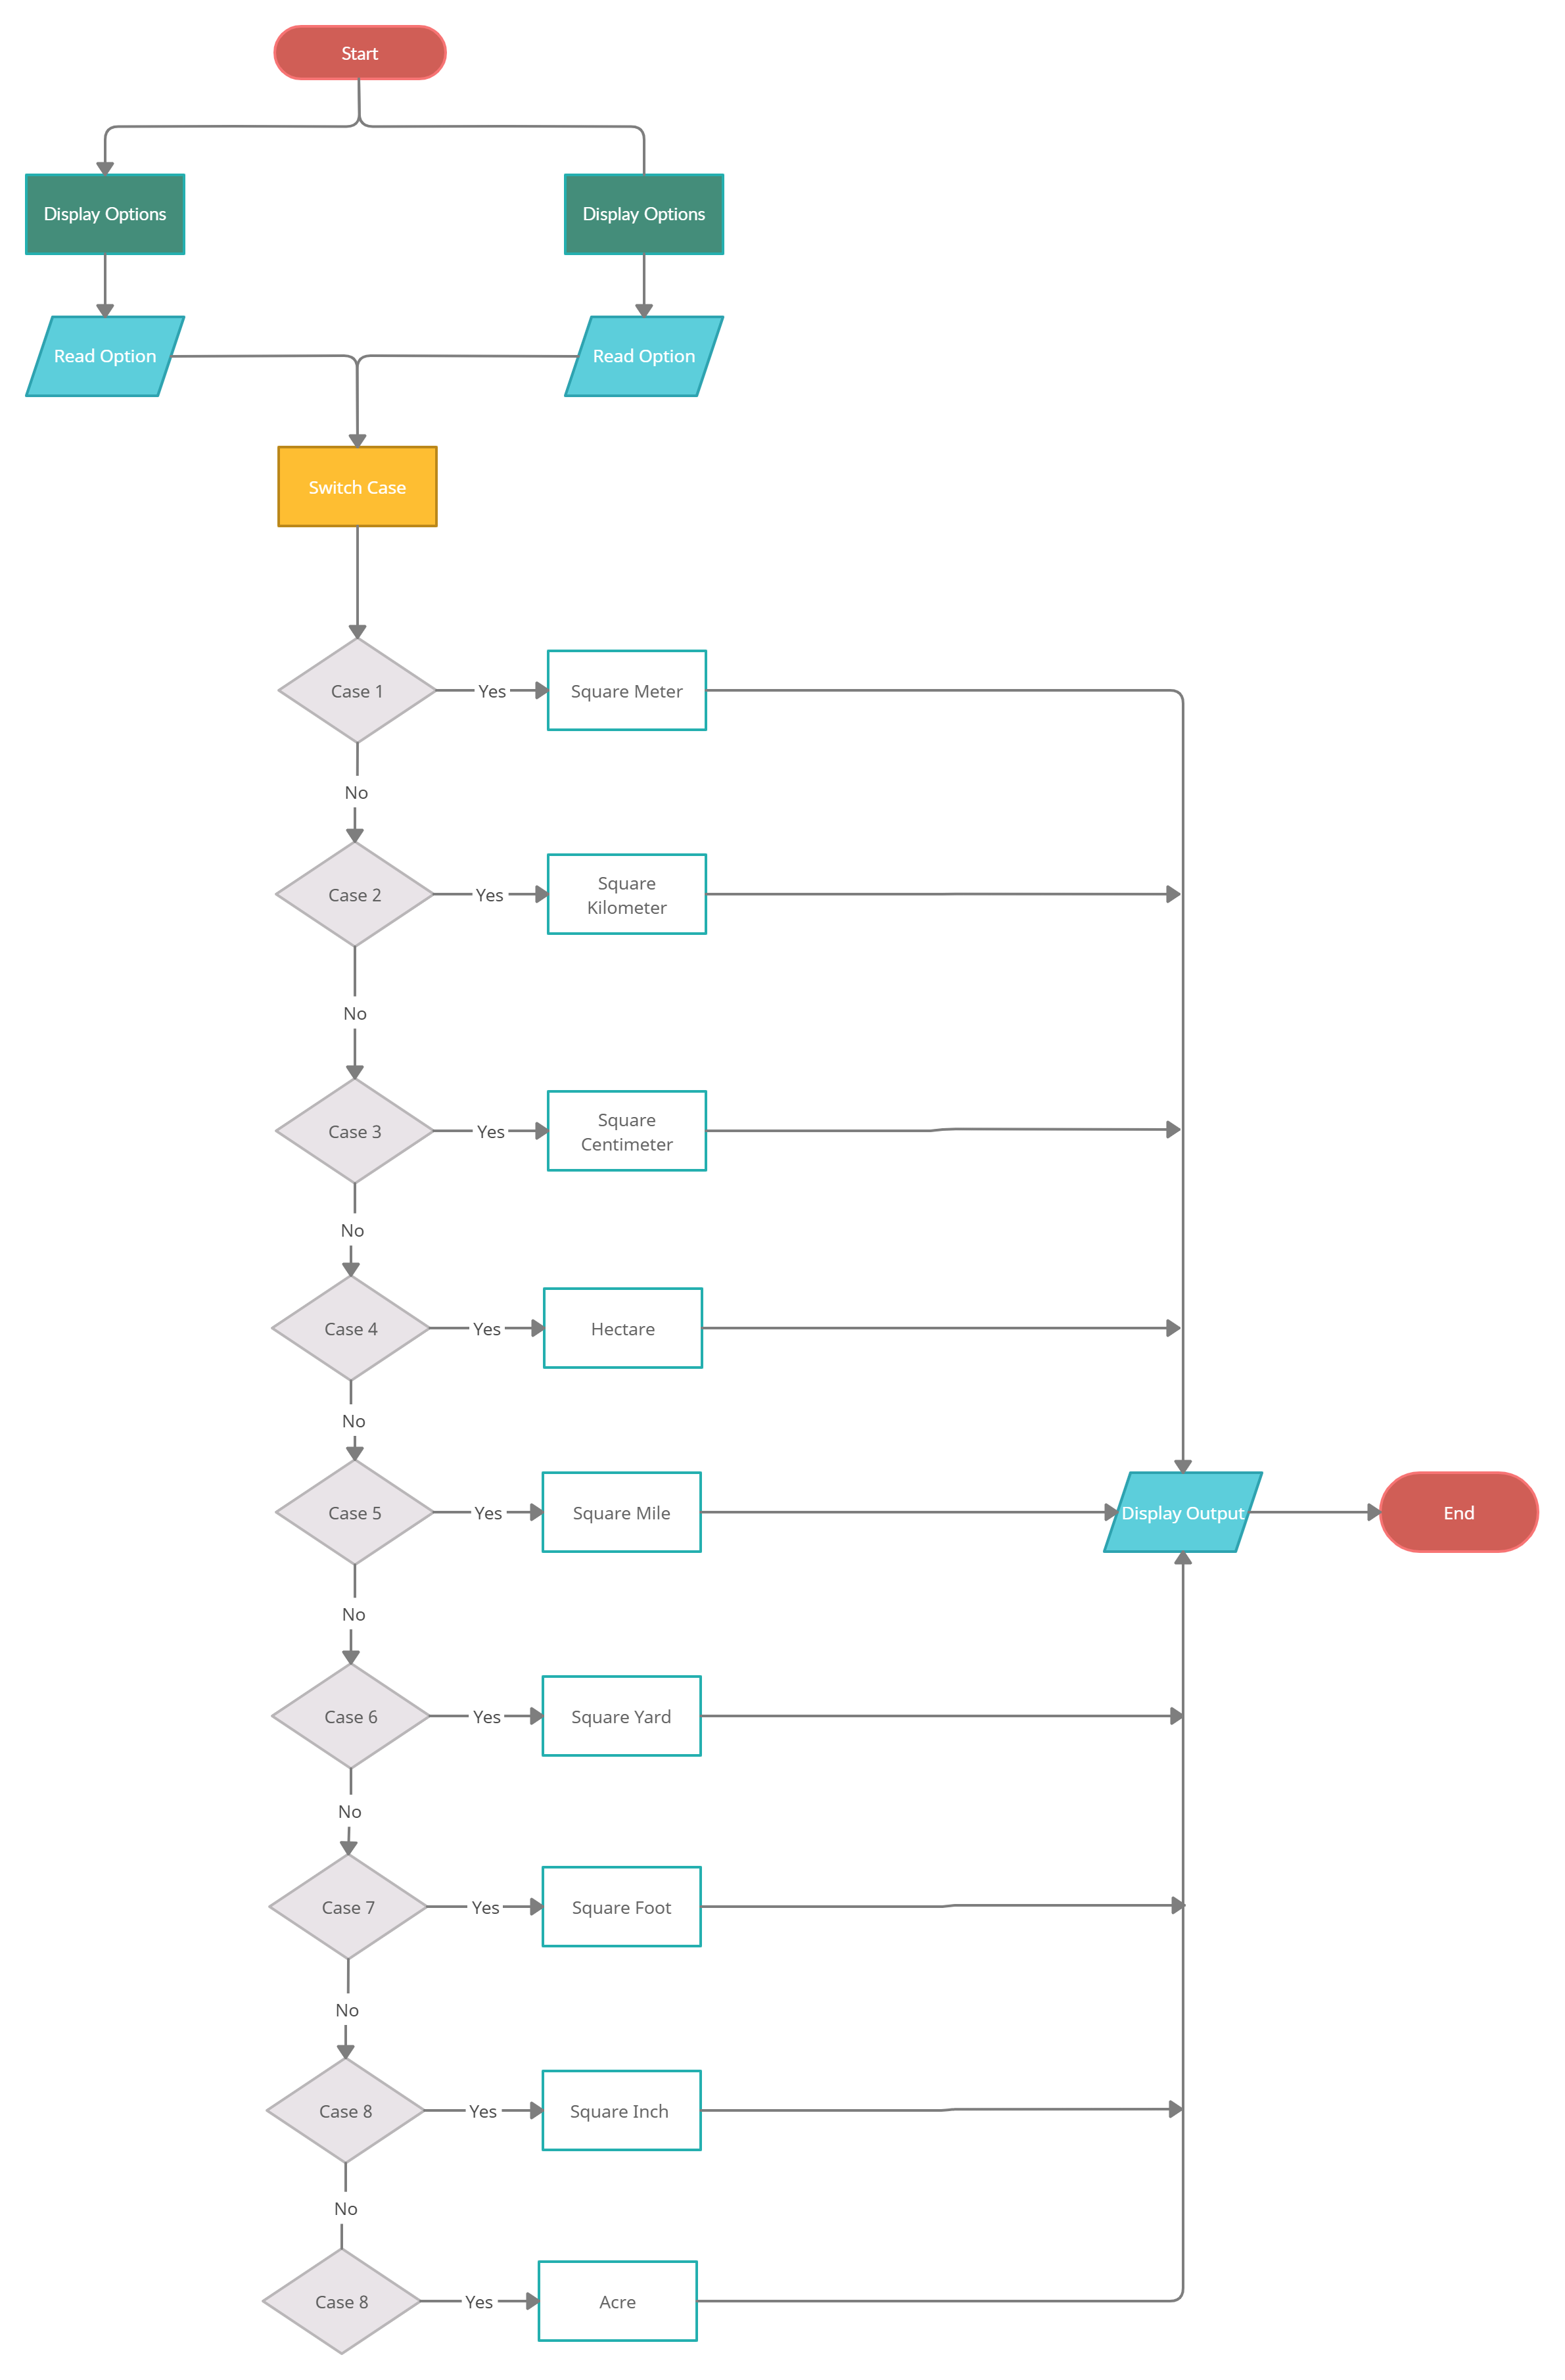 Start
Display Options
Display Options
Read Option
Read Option
Switch Case
Case 1
Yes
Square Meter
No
Case 2
Yes
Square
Kilometer
No
Case 3
Yes
Square
Centimeter
No
Case 4
Yes
Hectare
No
Case 5
Yes
Square Mile
Display Output
End
No
Case 6
Yes
Square Yard
No
Case 7
Yes
Square Foot
No
Case 8
Yes
Square Inch
No
Case 8
Yes
Acre